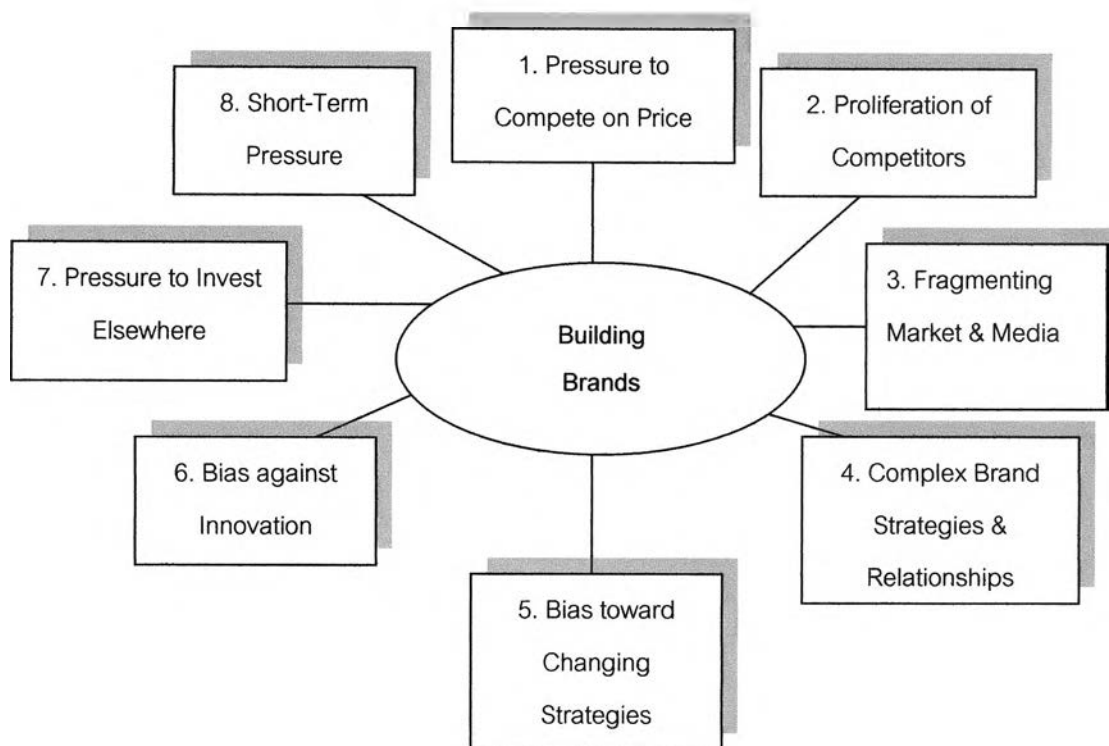 1. Pressure to
Compete on Price
2. Proliferation of
Competitors
3. Fragmenting
Market & Media
4. Complex Brand
Strategies &
Relationships
5. Bias toward
Changing
Strategies
6. Bias against
Innovation
7. Pressure to Invest
Elsewhere
8. Short-Term
Pressure
Building
Brands